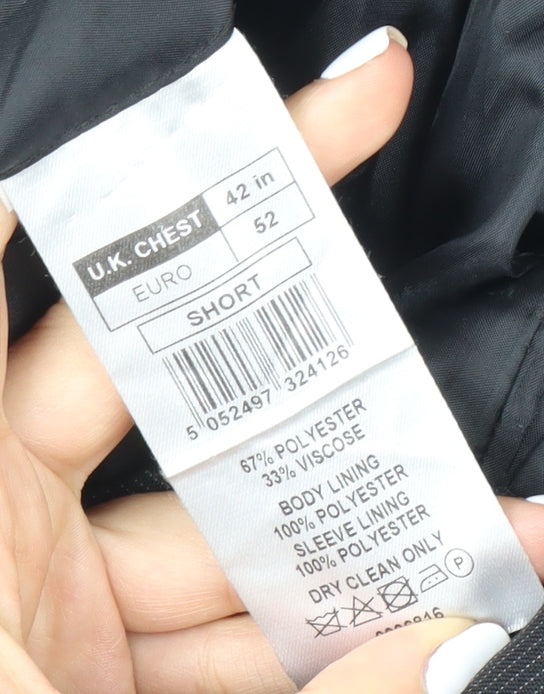 U.K. CHEST 42 in
EURO 52
SHORT
5 052497 324126
67% POLYESTER
33% VISCOSE
BODY LINING
100% POLYESTER
SLEEVE LINING
100% POLYESTER
DRY CLEAN ONLY
P